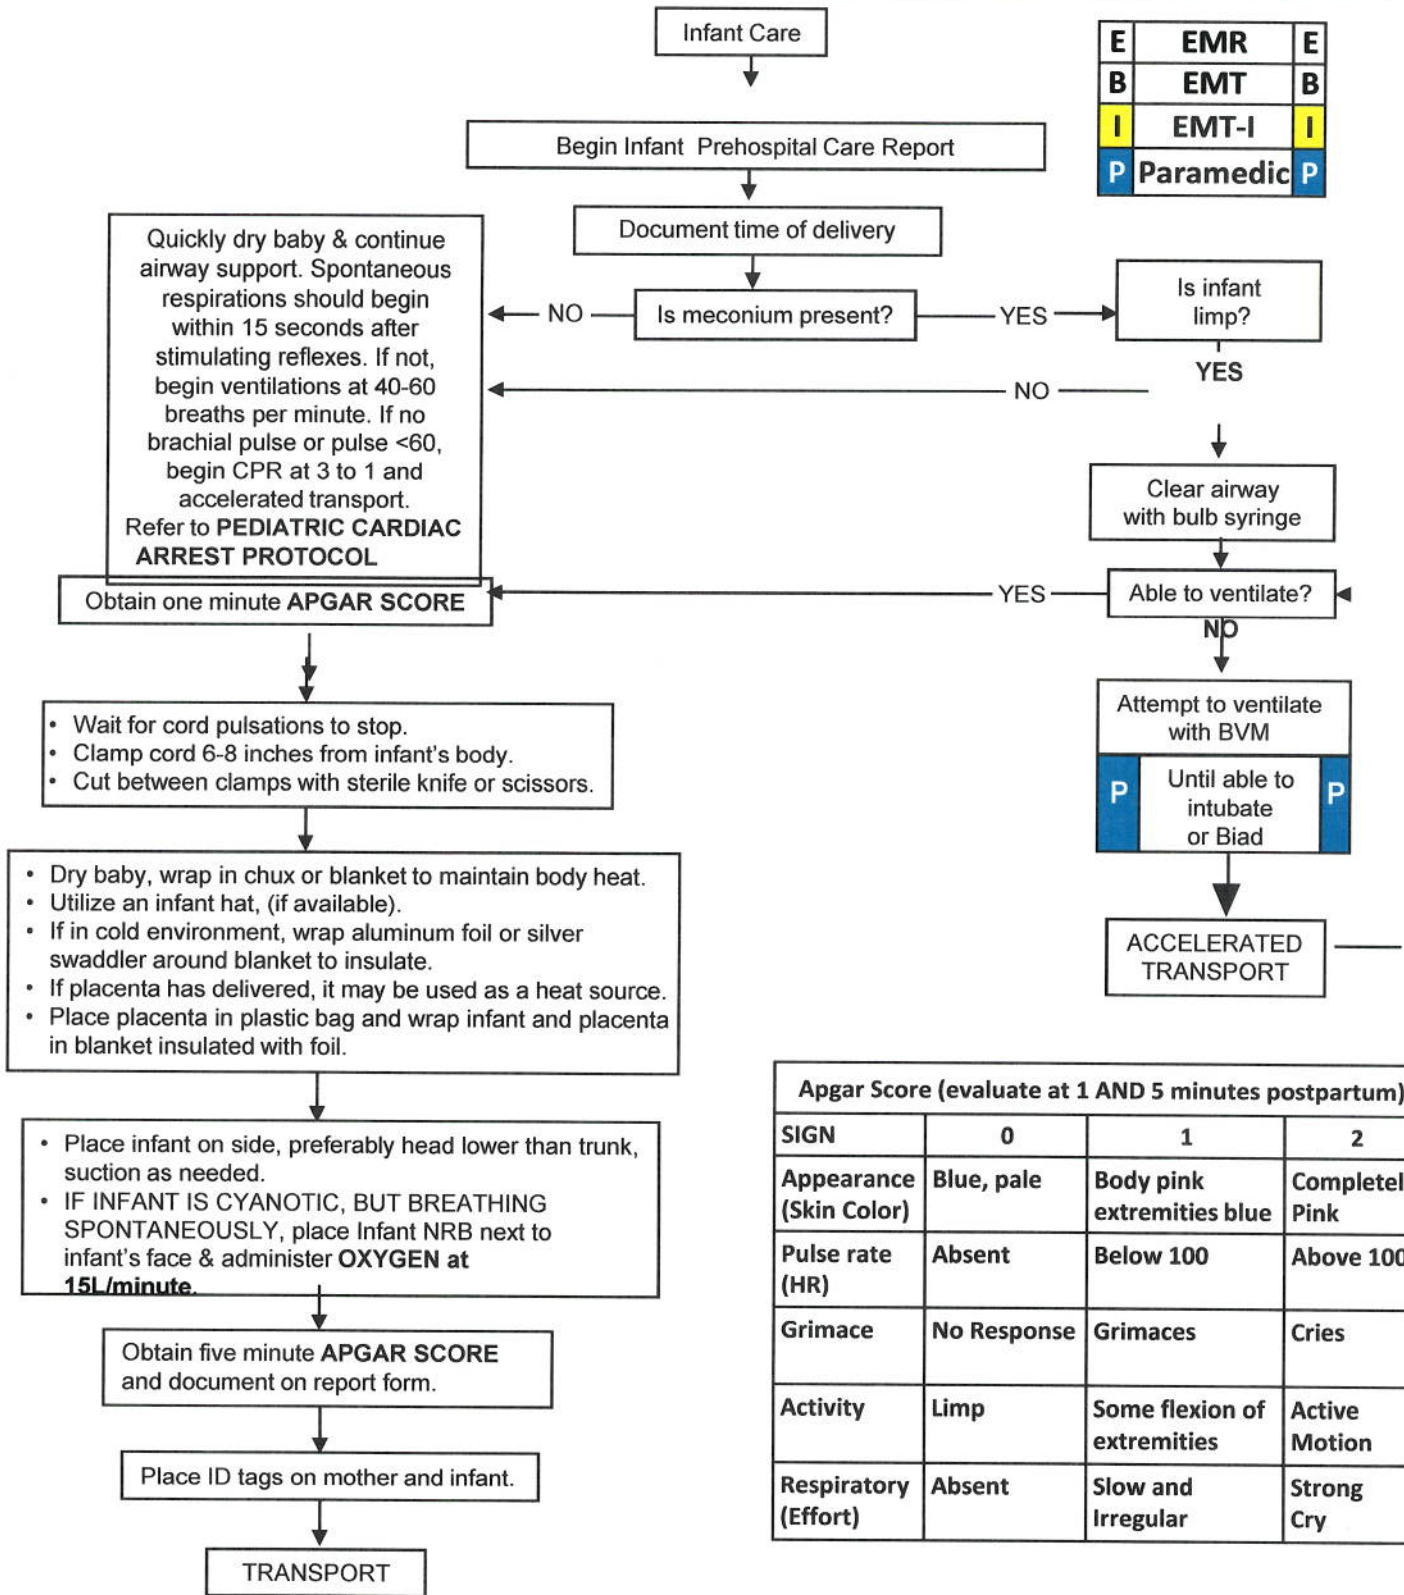 Infant Care
E EMR E
B EMT B
I EMT-I I
P Paramedic P
Begin Infant Prehospital Care Report
Document time of delivery
Is meconium present?
NO
YES
Is infant
limp?
YES
NO
Quickly dry baby & continue
airway support. Spontaneous
respirations should begin
within 15 seconds after
stimulating reflexes. If not,
begin ventilations at 40-60
breaths per minute. If no
brachial pulse or pulse <60,
begin CPR at 3 to 1 and
accelerated transport.
Refer to PEDIATRIC CARDIAC
ARREST PROTOCOL
Clear airway
with bulb syringe
Able to ventilate?
YES
NO
Obtain one minute APGAR SCORE
Attempt to ventilate
with BVM
P Until able to P
intubate
or Biad
ACCELERATED
TRANSPORT
• Wait for cord pulsations to stop.
• Clamp cord 6-8 inches from infant's body.
• Cut between clamps with sterile knife or scissors.
• Dry baby, wrap in chux or blanket to maintain body heat.
• Utilize an infant hat, (if available).
• If in cold environment, wrap aluminum foil or silver
swaddler around blanket to insulate.
• If placenta has delivered, it may be used as a heat source.
• Place placenta in plastic bag and wrap infant and placenta
in blanket insulated with foil.
• Place infant on side, preferably head lower than trunk,
suction as needed.
• IF INFANT IS CYANOTIC, BUT BREATHING
SPONTANEOUSLY, place Infant NRB next to
infant's face & administer OXYGEN at
15L/minute.
Obtain five minute APGAR SCORE
and document on report form.
Place ID tags on mother and infant.
TRANSPORT
Apgar Score (evaluate at 1 AND 5 minutes postpartum)
SIGN 0 1 2
Appearance Blue, pale Body pink Completel
(Skin Color) extremities blue Pink
Pulse rate Absent Below 100 Above 100
(HR)
Grimace No Response Grimaces Cries
Activity Limp Some flexion of Active
extremities Motion
Respiratory Absent Slow and Strong
(Effort) Irregular Cry